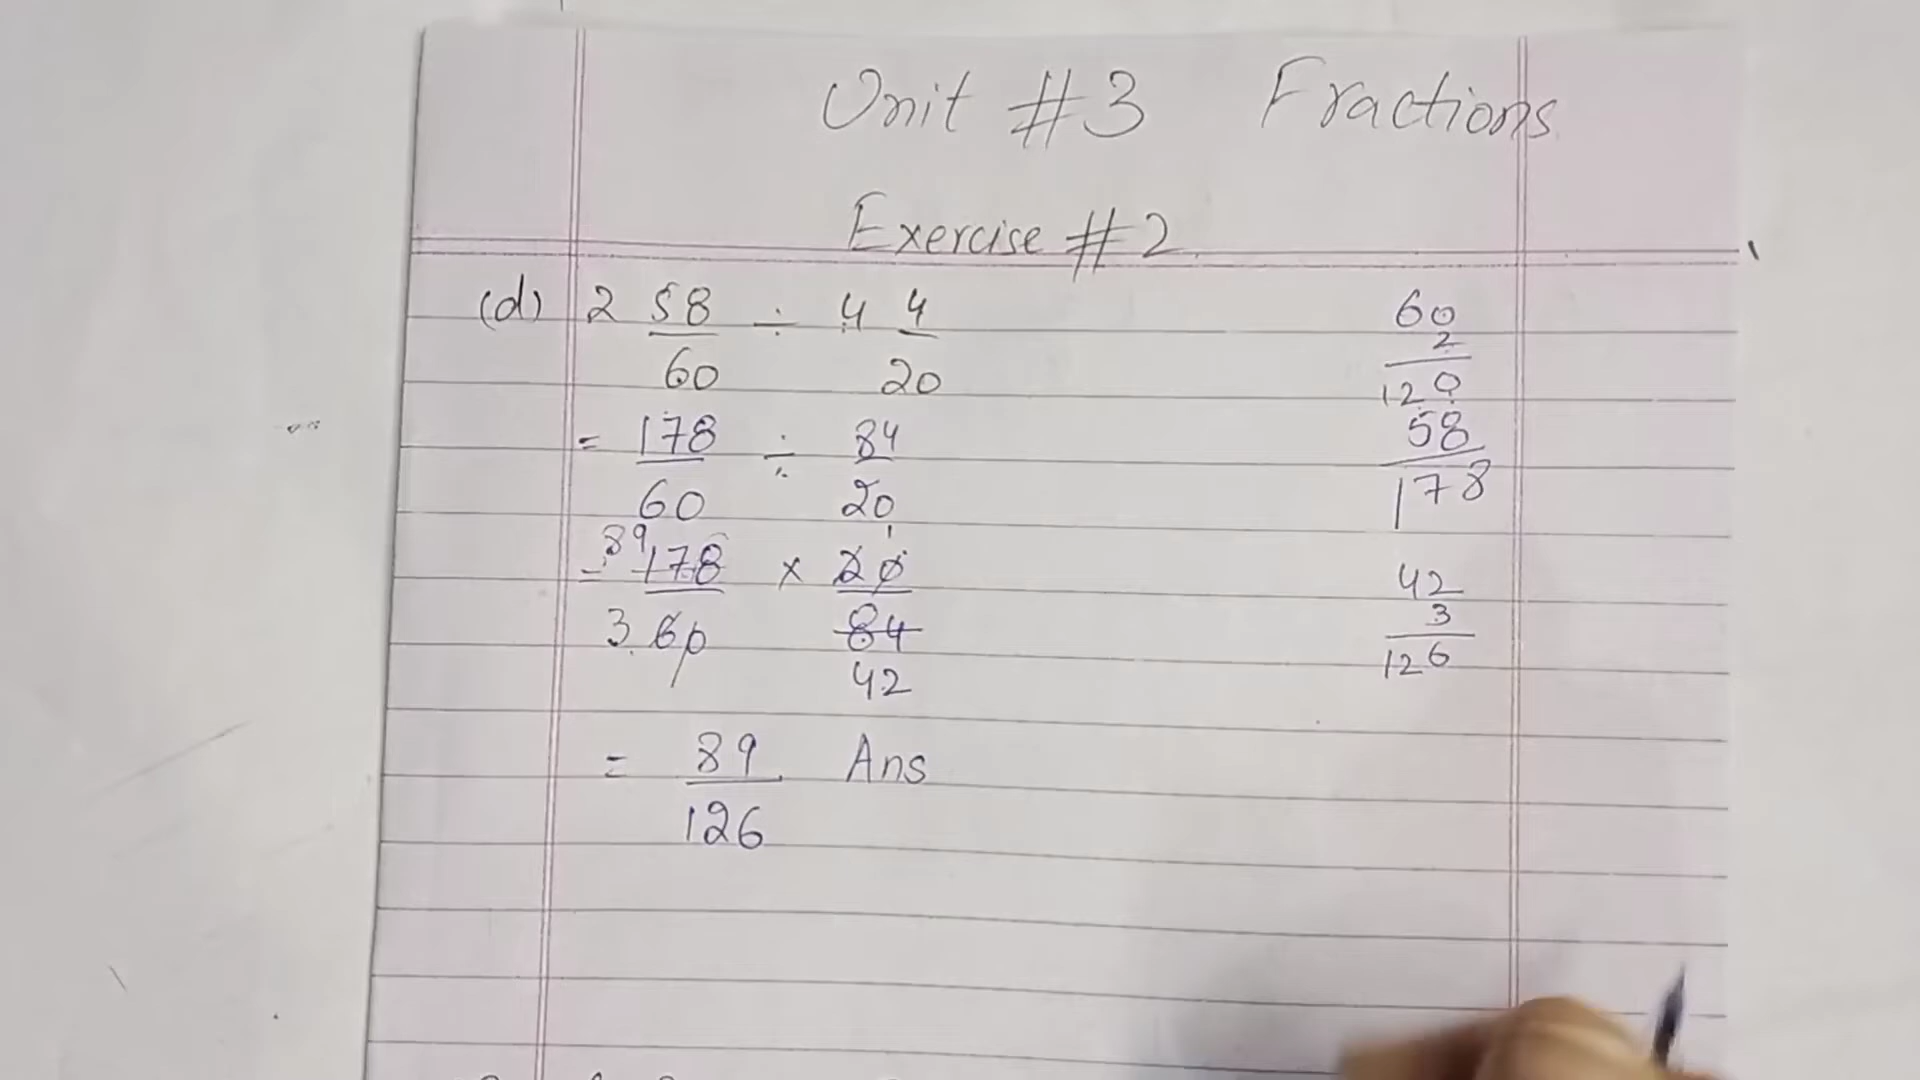 Unit #3 Fractions
Exercise #2
(d) 2 58/60 ÷ 4 4/20
= 178/60 ÷ 84/20
= 89 178/3 60 × 1 20/84 42
= 89/126 Ans
60
2
120
58
178
42
3
126